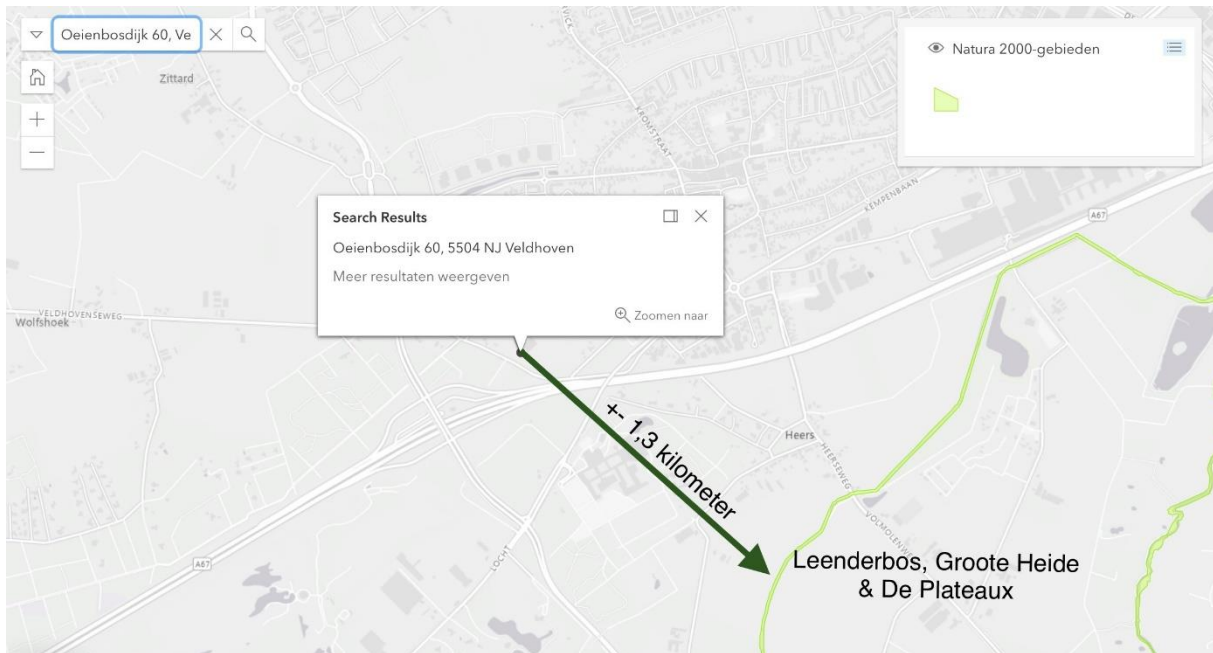 Oeienbosdijk 60, Ve
Natura 2000-gebieden
Zittard
KROMSTRAAT
KEMPENBAAN
A67
Search Results
Oeienbosdijk 60, 5504 NJ Veldhoven
Meer resultaten weergeven
Zoomen naar
VELDHOVENSEWEG
Wolfshoek
+- 1,3 kilometer
Heers
HEERSEWEG
VOLMOLENWEG
LOCHT
A67
Leenderbos, Groote Heide
& De Plateaux